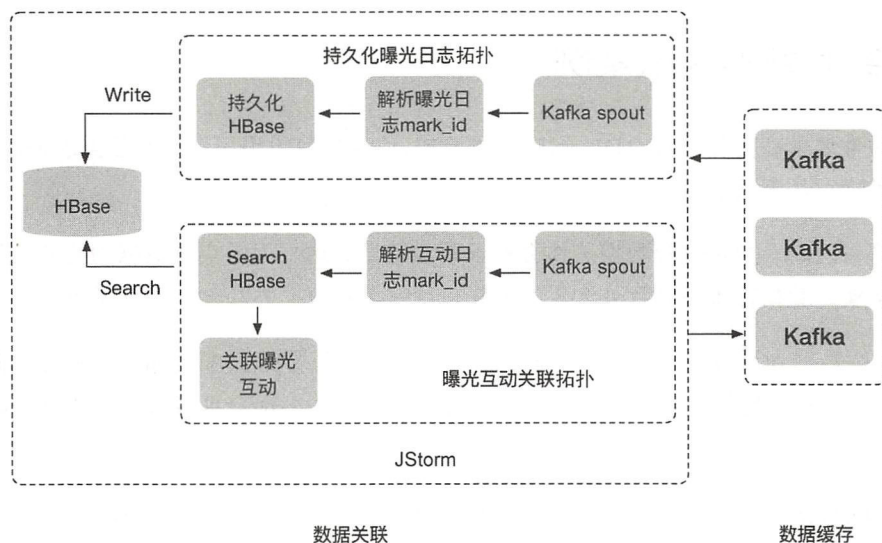 持久化曝光日志拓扑
Write
持久化
HBase
解析曝光日
志mark_id
Kafka spout
Kafka
HBase
Kafka
Search
HBase
解析互动日
志mark_id
Kafka spout
Search
Kafka
关联曝光
互动
曝光互动关联拓扑
JStorm
数据关联
数据缓存